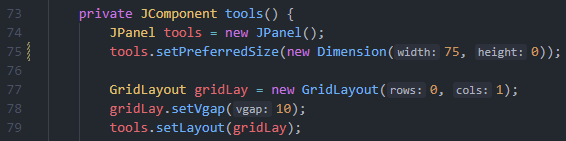 73 private JComponent tools() {
74 JPanel tools = new JPanel();
75 tools.setPreferredSize(new Dimension(width: 75, height: 0));
76
77 GridLayout gridLay = new GridLayout(rows: 0, cols: 1);
78 gridLay.setVgap(vgap: 10);
79 tools.setLayout(gridLay);